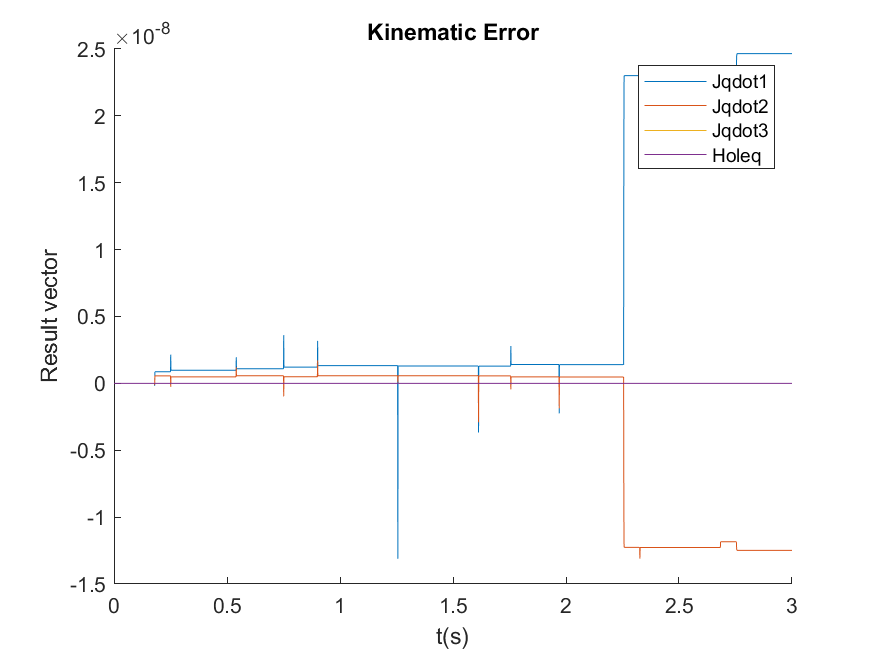 Kinematic Error
×10-8
2.5
2
1.5
1
0.5
0
-0.5
-1
-1.5
Result vector
Jqdot1
Jqdot2
Jqdot3
Holeq
0 0.5 1 1.5 2 2.5 3
t(s)